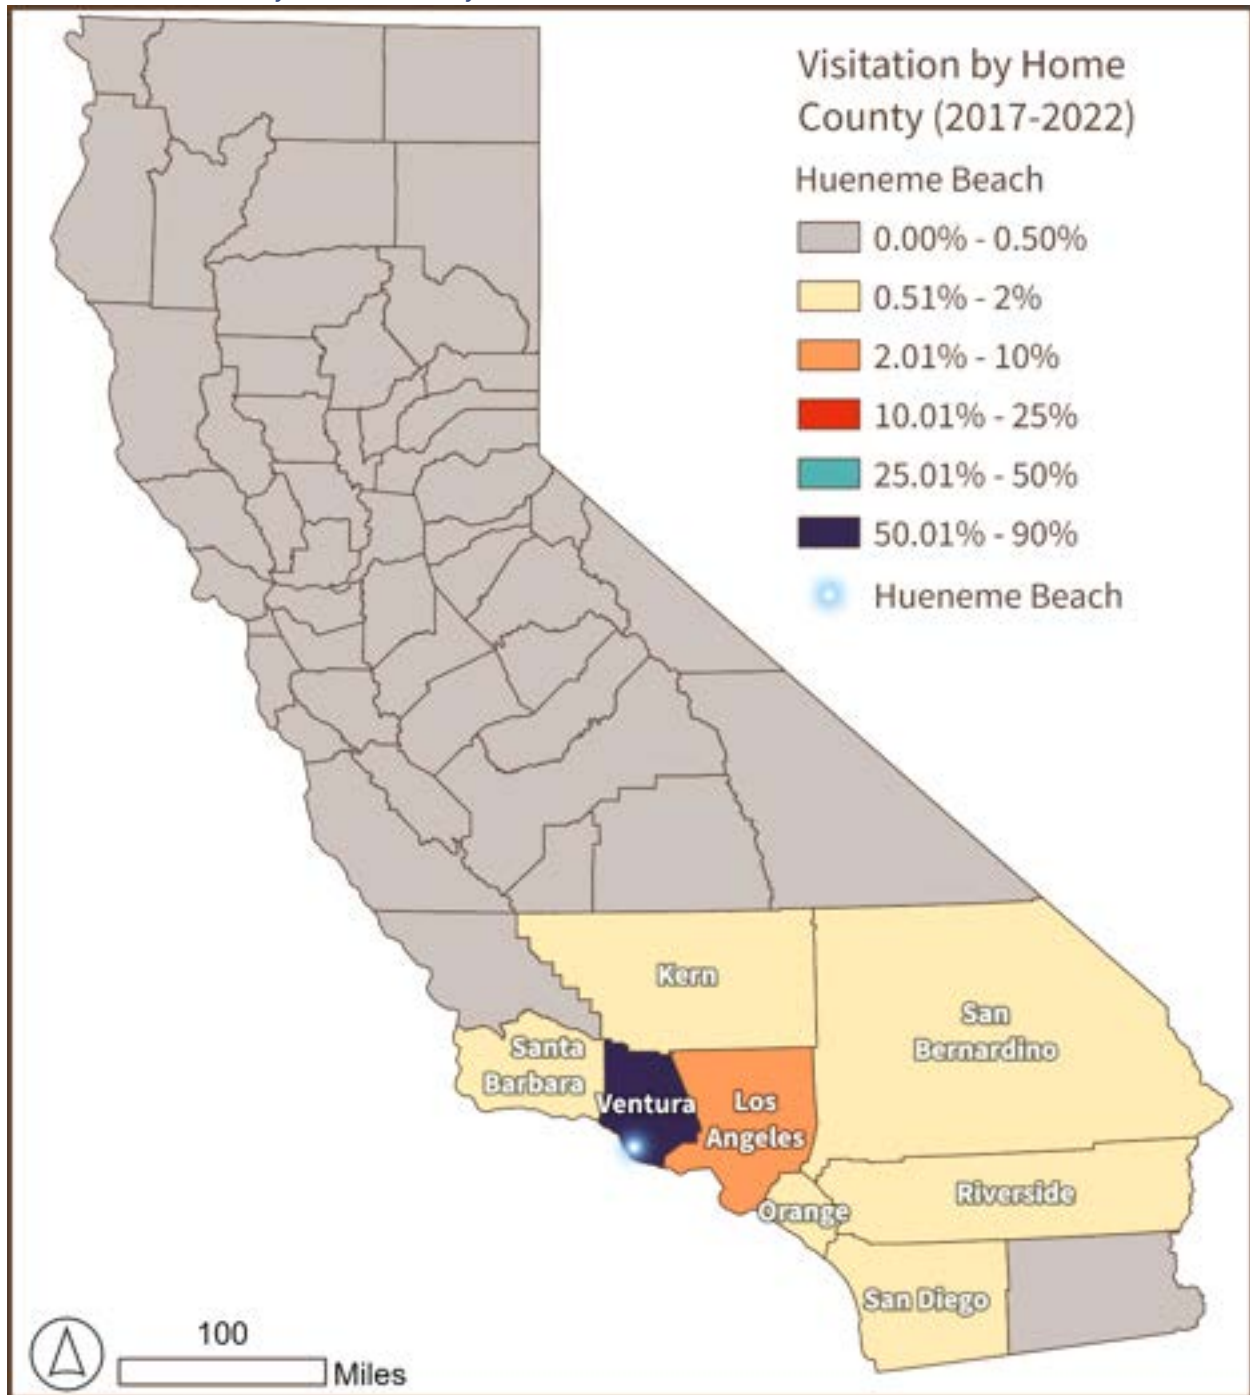 Visitation by Home
County (2017-2022)
Hueneme Beach
0.00% - 0.50%
0.51% - 2%
2.01% - 10%
10.01% - 25%
25.01% - 50%
50.01% - 90%
Hueneme Beach
Kern
San
Bernardino
Santa
Barbara
Ventura
Los
Angeles
Orange
Riverside
San Diego
100
Miles